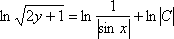 ln √(2y+1) = ln 1/|sin x| + ln|C|